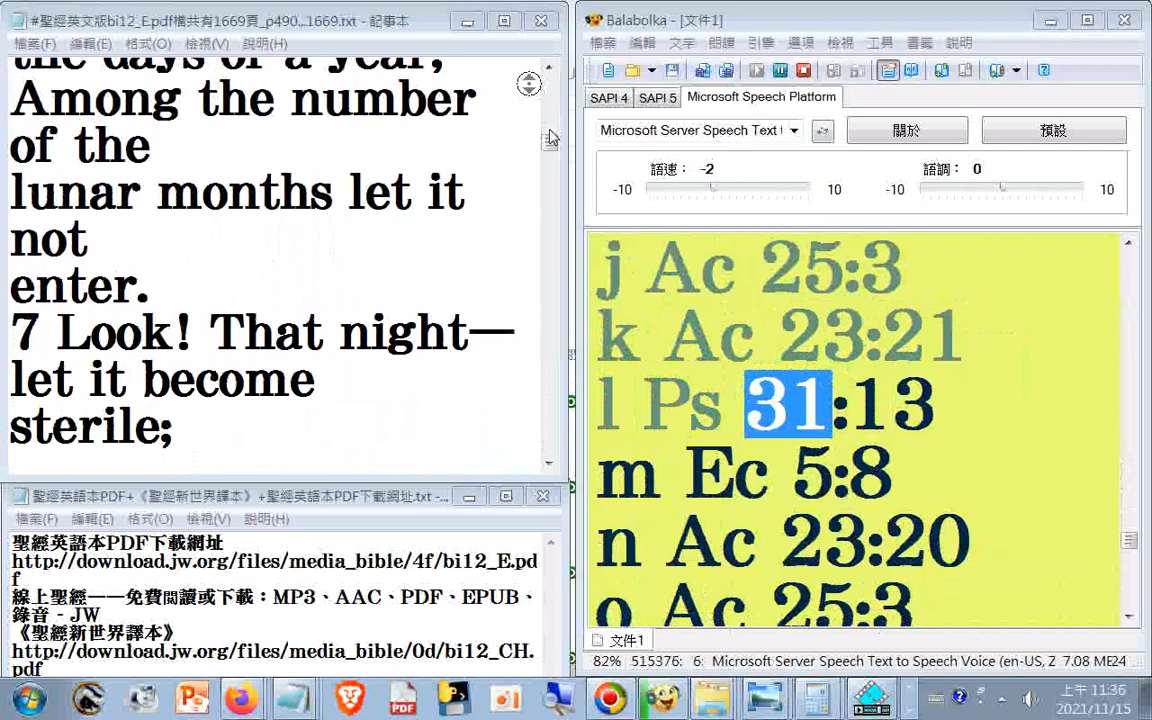 #聖經英文版bi12_E.pdf檔共有1669頁_p490...1669.txt - 記事本
檔案(F) 編輯(E) 格式(O) 檢視(V) 說明(H)
the days of a year,
Among the number
of the
lunar months let it
not
enter.
7 Look! That night—
let it become
sterile;
聖經英語本PDF+《聖經新世界譯本》+聖經英語本PDF下載網址.txt -...
檔案(F) 編輯(E) 格式(O) 檢視(V) 說明(H)
聖經英語本PDF下載網址
http://download.jw.org/files/media_bible/4f/bi12_E.pd
f
線上聖經——免費閱讀或下載：MP3、AAC、PDF、EPUB、
錄音 - JW
《聖經新世界譯本》
http://download.jw.org/files/media_bible/0d/bi12_CH.
pdf
Balabolka - [文件1]
檔案 編輯 文字 朗讀 引擎 選項 檢視 工具 書籤 說明
SAPI 4 SAPI 5 Microsoft Speech Platform
Microsoft Server Speech Text 關於 預設
語速： -2 語調： 0
-10 10 -10 10
j Ac 25:3
k Ac 23:21
l Ps 31:13
m Ec 5:8
n Ac 23:20
o Ac 25:3
文件1
82% 515376: 6: Microsoft Server Speech Text to Speech Voice (en-US, Z 7.08 ME24
上午 11:36
2021/11/15